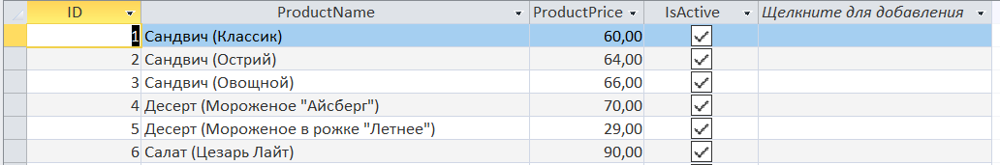 ID ProductName ProductPrice IsActive Щелкните для добавления
1 Сандвич (Классик) 60,00
2 Сандвич (Острий) 64,00
3 Сандвич (Овощной) 66,00
4 Десерт (Мороженое "Айсберг") 70,00
5 Десерт (Мороженое в рожке "Летнее") 29,00
6 Салат (Цезарь Лайт) 90,00